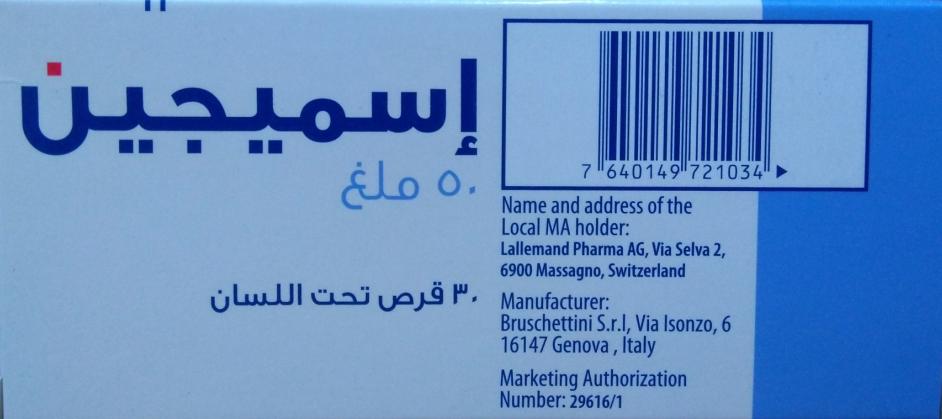 إسميجين
٥٠ ملغ
٣٠ قرص تحت اللسان
7 640149 721034
Name and address of the
Local MA holder:
Lallemand Pharma AG, Via Selva 2,
6900 Massagno, Switzerland
Manufacturer:
Bruschettini S.r.l, Via Isonzo, 6
16147 Genova , Italy
Marketing Authorization
Number: 29616/1